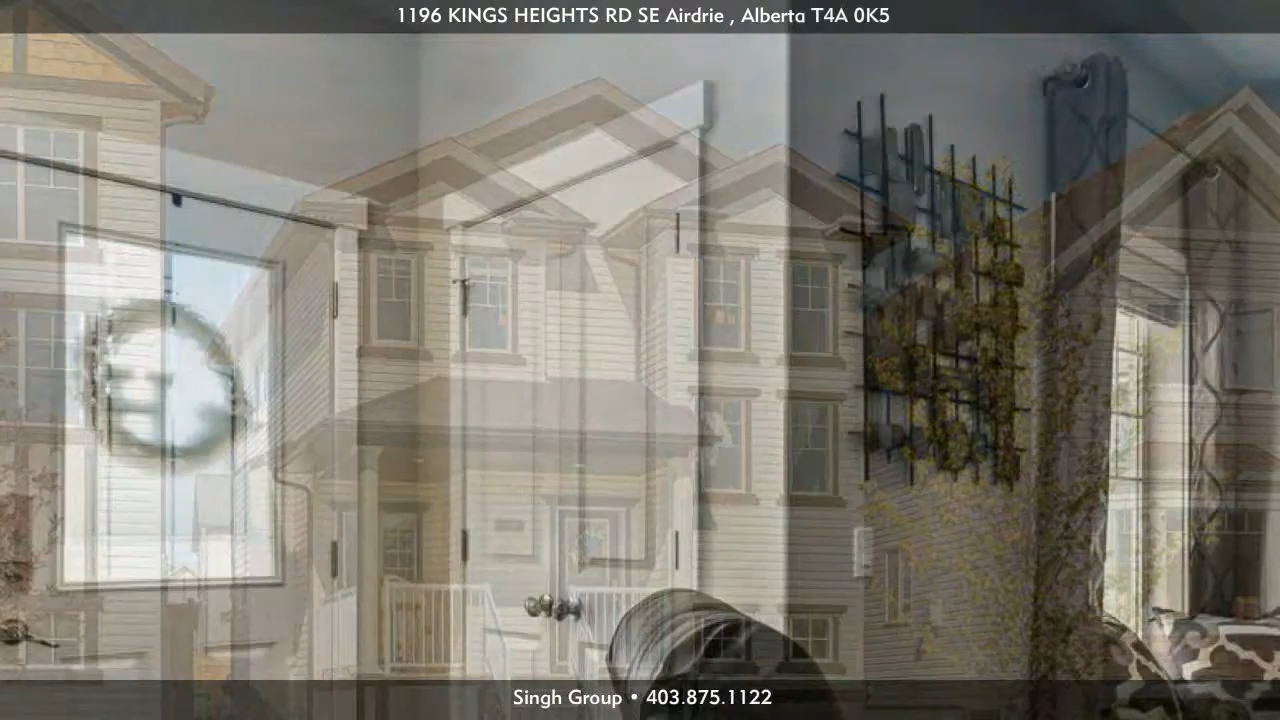 1196 KINGS HEIGHTS RD SE Airdrie , Alberta T4A 0K5
Singh Group • 403.875.1122